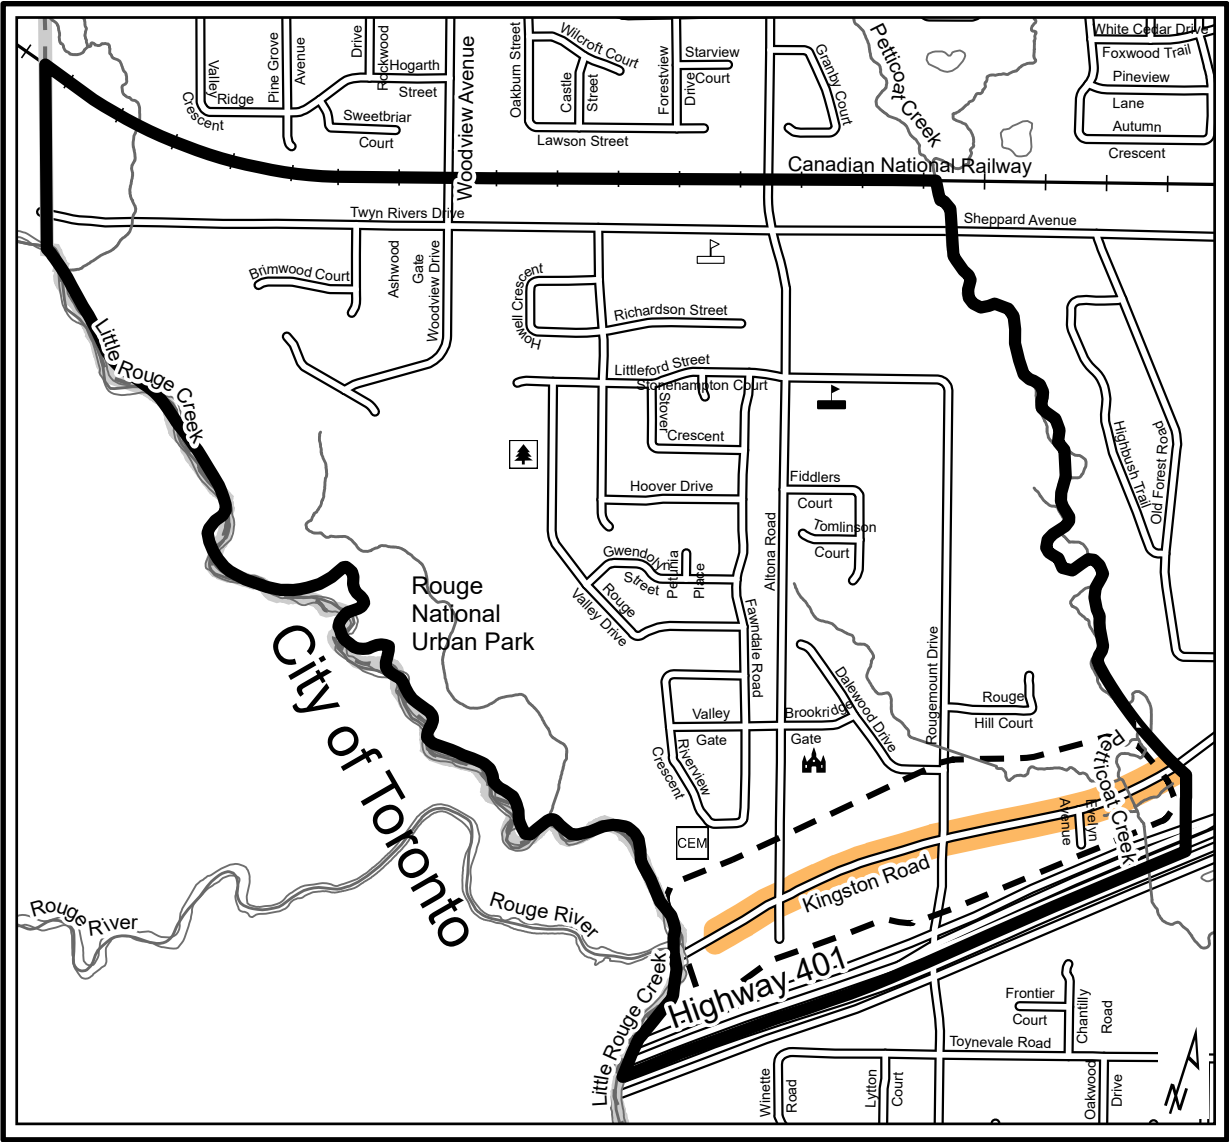 Valley
Ridge
Crescent
Pine Grove
Avenue
Rockwood
Drive
Hogarth
Street
Sweetbriar
Court
Woodview Avenue
Oakburn Street
Wilcroft Court
Castle
Street
Forestview
Drive
Starview
Court
Lawson Street
Granby Court
Petticoat Creek
White Cedar Drive
Foxwood Trail
Pineview
Lane
Autumn
Crescent
Canadian National Railway
Twyn Rivers Drive
Sheppard Avenue
Brimwood Court
Ashwood
Gate
Woodview Drive
Howell Crescent
Richardson Street
Littleford Street
Stonehampton Court
Stover
Crescent
Little Rouge Creek
Highbush Trail
Old Forest Road
Hoover Drive
Fiddlers
Court
Tomlinson
Court
Altona Road
Gwendolyn
Street
Petunia
Place
Rouge
Valley Drive
Rouge
National
Urban Park
City of Toronto
Fawndale Road
Rougemount Drive
Dalewood Drive
Rouge
Hill Court
Valley
Gate
Brookridge
Gate
Riverview
Crescent
Petticoat Creek
Evelyn
Avenue
CEM
Kingston Road
Rouge River
Rouge River
Highway 401
Little Rouge Creek
Frontier
Court
Chantilly
Road
Toynevale Road
Winette
Road
Lytton
Court
Oakwood
Drive
N